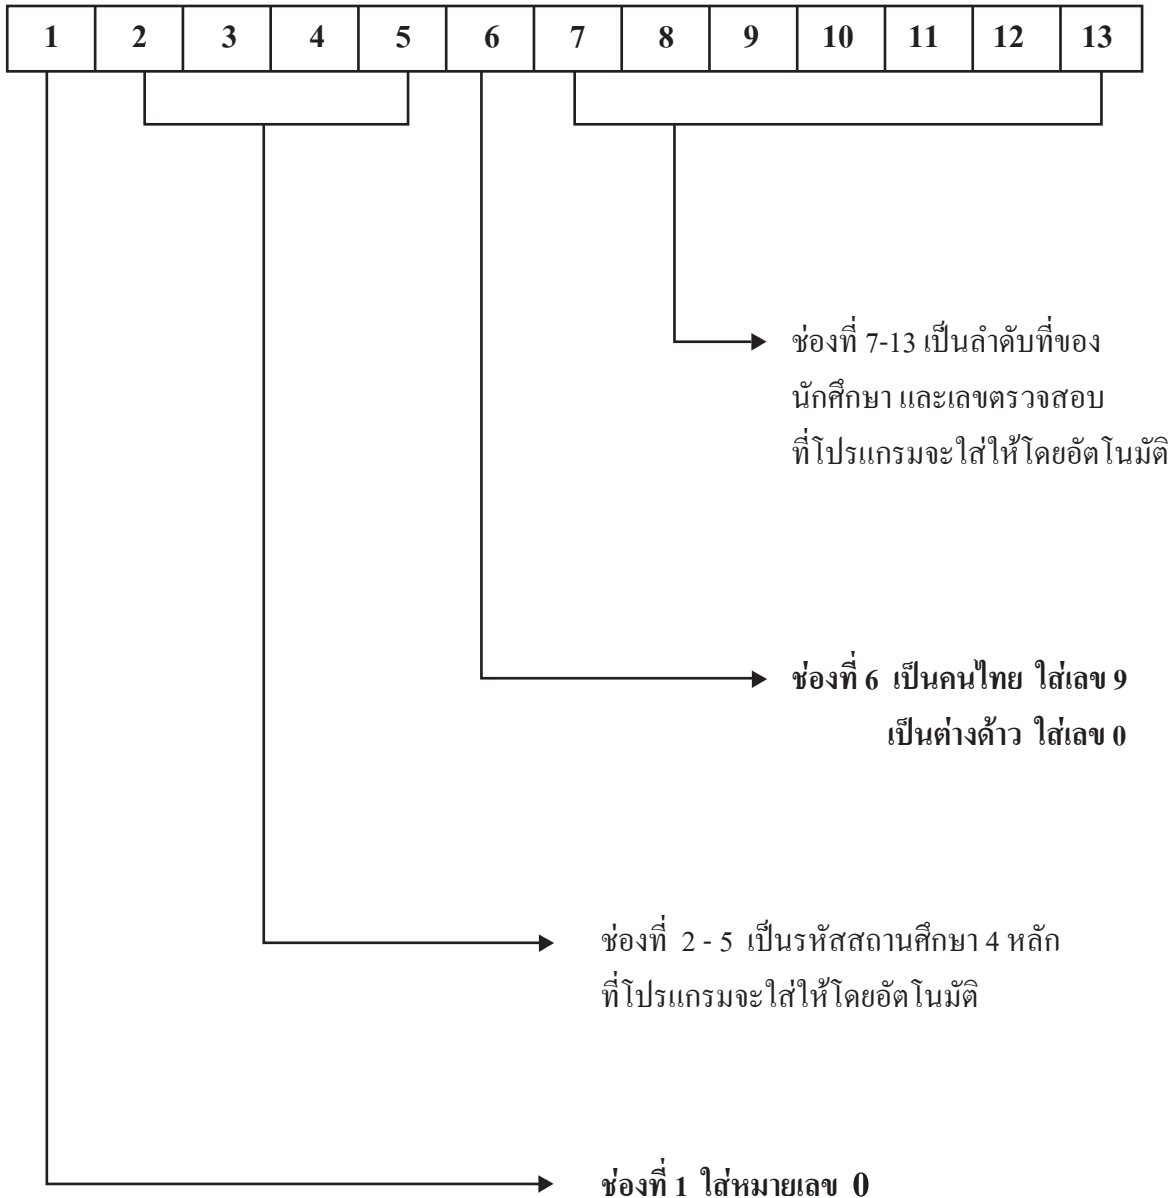 1 2 3 4 5 6 7 8 9 10 11 12 13
ช่องที่ 7-13 เป็นลำดับที่ของ
นักศึกษา และเลขตรวจสอบ
ที่โปรแกรมจะใส่ให้โดยอัตโนมัติ
ช่องที่ 6 เป็นคนไทย ใส่เลข 9
เป็นต่างด้าว ใส่เลข 0
ช่องที่ 2 - 5 เป็นรหัสสถานศึกษา 4 หลัก
ที่โปรแกรมจะใส่ให้โดยอัตโนมัติ
ช่องที่ 1 ใส่หมายเลข 0